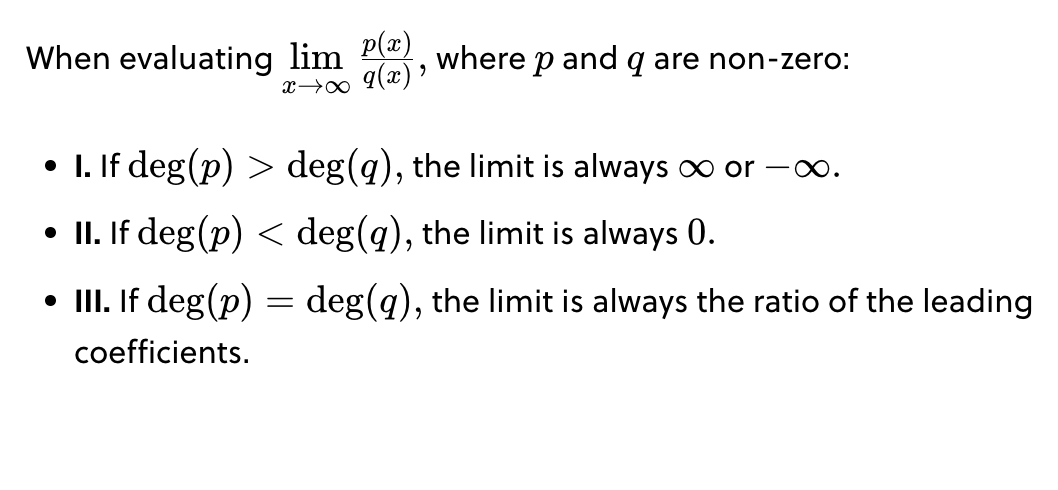 When evaluating $\lim_{x \to \infty} \frac{p(x)}{q(x)}$, where $p$ and $q$ are non-zero:
• I. If $\deg(p) > \deg(q)$, the limit is always $\infty$ or $-\infty$.
• II. If $\deg(p) < \deg(q)$, the limit is always $0$.
• III. If $\deg(p) = \deg(q)$, the limit is always the ratio of the leading
coefficients.